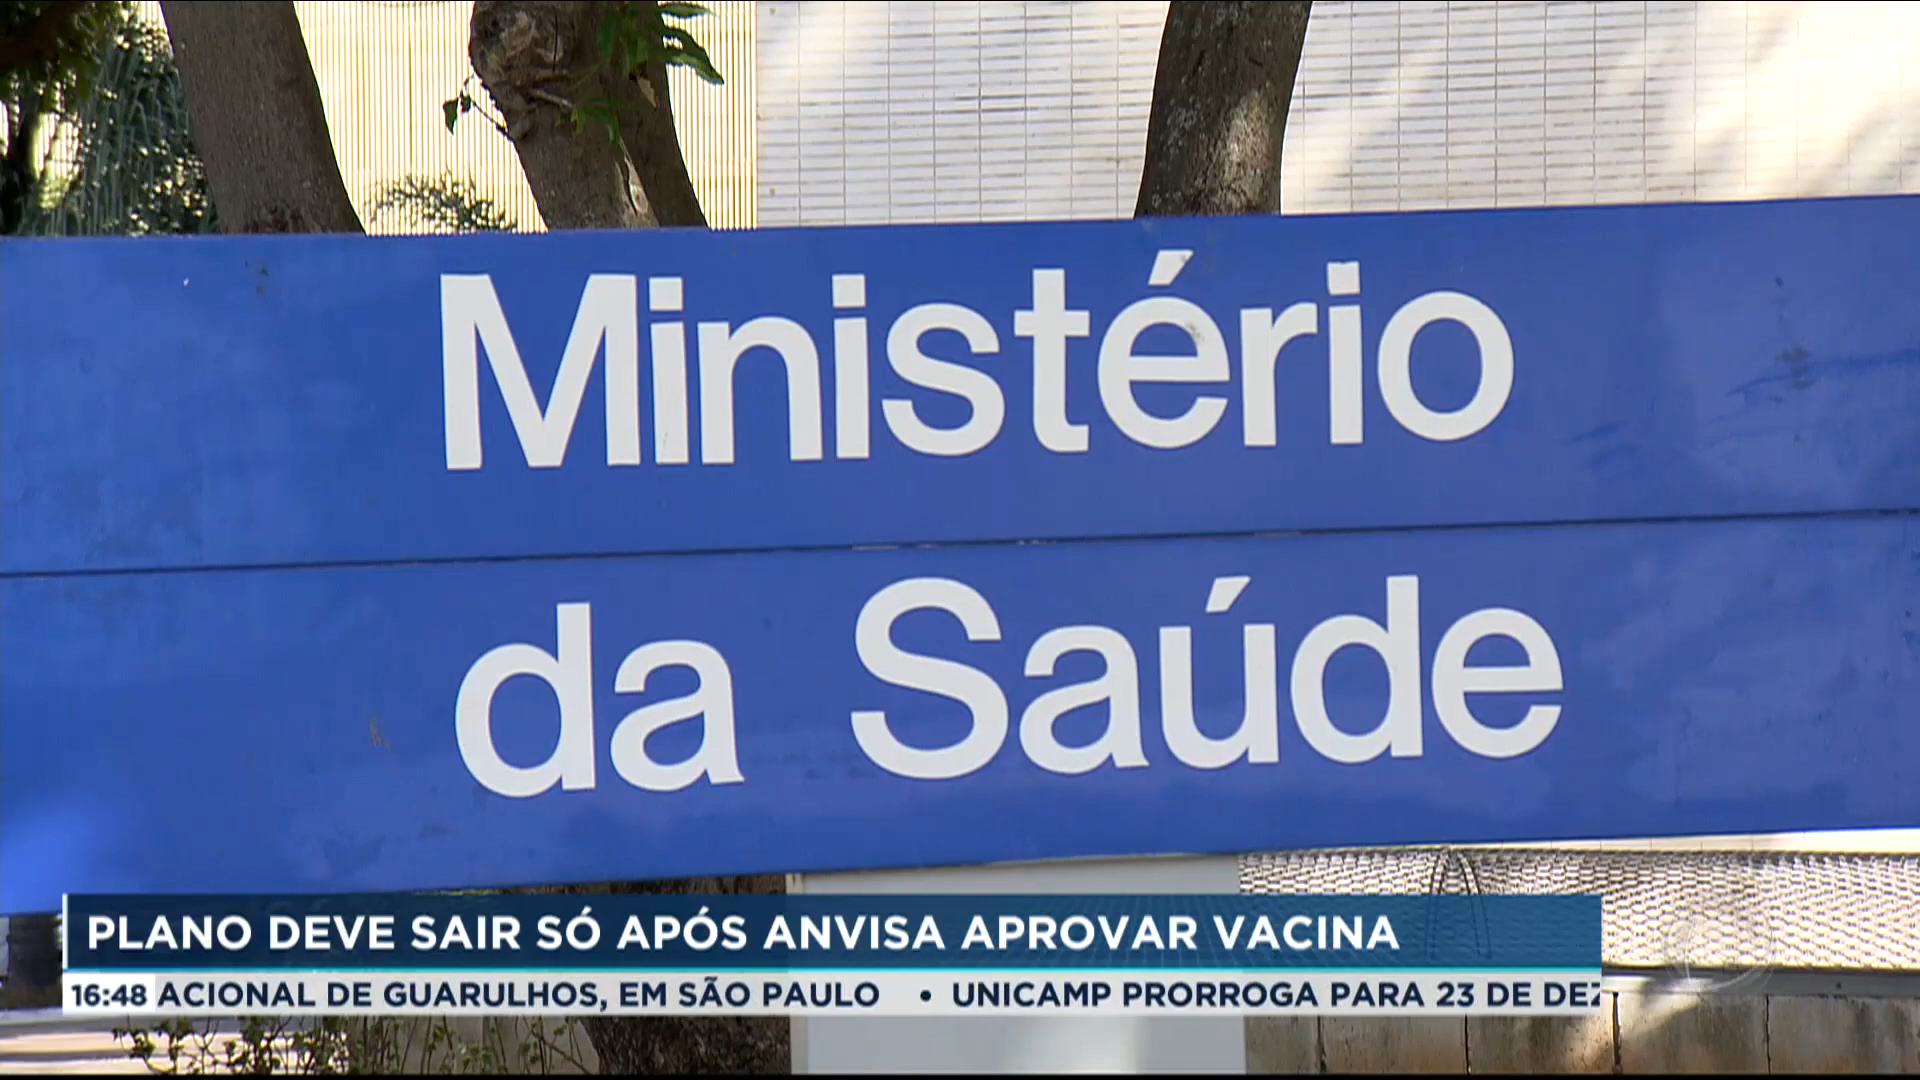 Ministério
da Saúde
PLANO DEVE SAIR SÓ APÓS ANVISA APROVAR VACINA
16:48 ACIONAL DE GUARULHOS, EM SÃO PAULO • UNICAMP PRORROGA PARA 23 DE DEZ